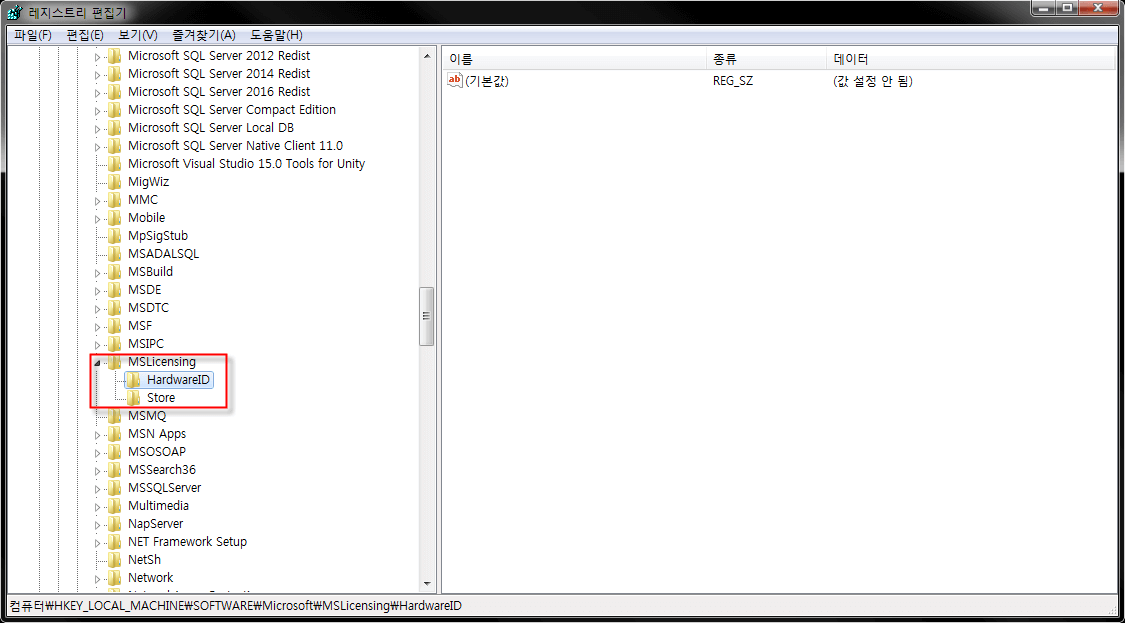 레지스트리 편집기
파일(F) 편집(E) 보기(V) 즐겨찾기(A) 도움말(H)
Microsoft SQL Server 2012 Redist
Microsoft SQL Server 2014 Redist
Microsoft SQL Server 2016 Redist
Microsoft SQL Server Compact Edition
Microsoft SQL Server Local DB
Microsoft SQL Server Native Client 11.0
Microsoft Visual Studio 15.0 Tools for Unity
MigWiz
MMC
Mobile
MpSigStub
MSADALSQL
MSBuild
MSDE
MSDTC
MSF
MSIPC
MSLicensing
HardwareID
Store
MSMQ
MSN Apps
MSOSOAP
MSSearch36
MSSQLServer
Multimedia
NapServer
NET Framework Setup
NetSh
Network
이름 종류 데이터
ab (기본값) REG_SZ (값 설정 안 됨)
컴퓨터₩HKEY_LOCAL_MACHINE₩SOFTWARE₩Microsoft₩MSLicensing₩HardwareID